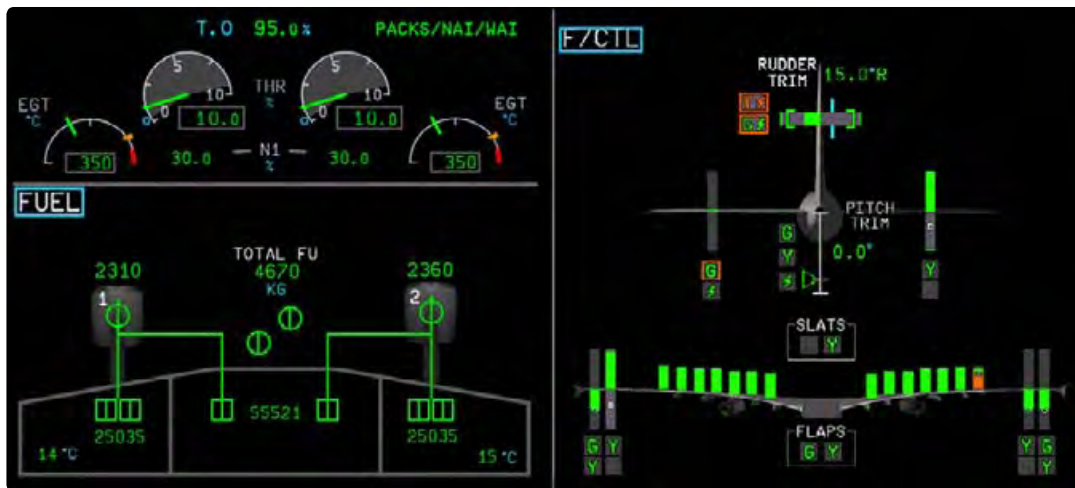 T.O 95.0% PACKS/NAI/WAI
5 5
THR
%
10 10
0 0
EGT EGT
°C °C
10.0 10.0
30.0 N1 30.0
%
350 350
FUEL
TOTAL FU
2310 4670 2360
KG
1 2
55521
25035 25035
14°C 15°C
F/CTL
RUDDER
TRIM
15.0°R
G
PITCH
TRIM
G
Y 0.0°
G Y
SLATS
Y
FLAPS
G Y
G Y Y G
Y Y